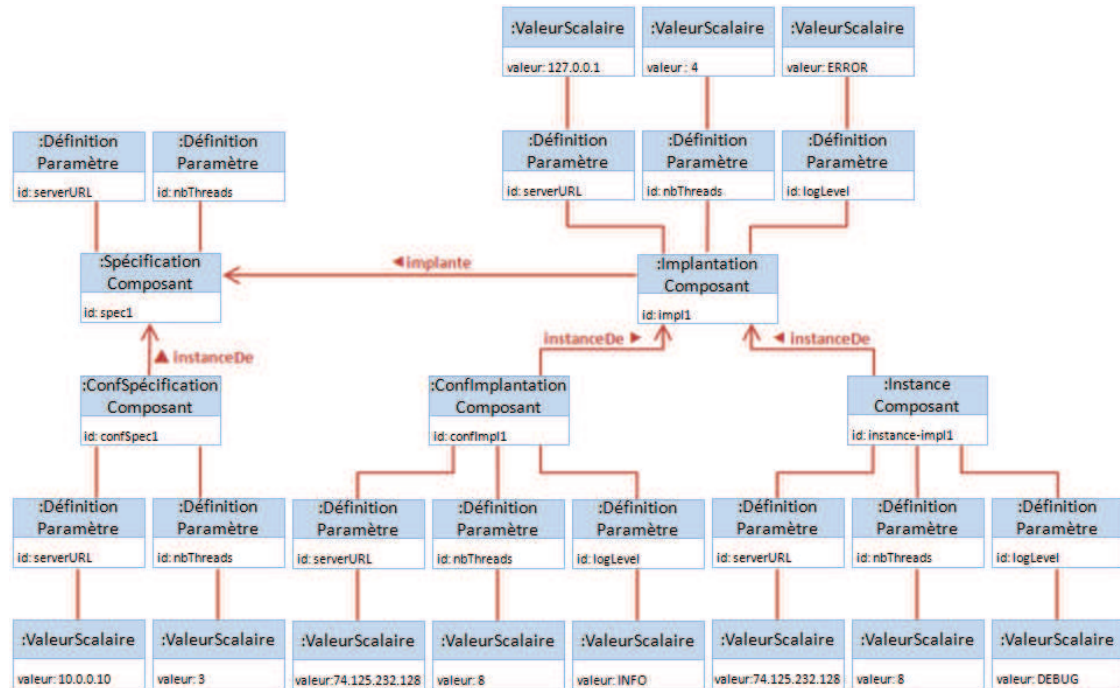 :ValeurScalaire
valeur: 127.0.0.1
:ValeurScalaire
valeur : 4
:ValeurScalaire
valeur: ERROR
:Définition
Paramètre
id: serverURL
:Définition
Paramètre
id: nbThreads
:Définition
Paramètre
id: serverURL
:Définition
Paramètre
id: nbThreads
:Définition
Paramètre
id: logLevel
:Spécification
Composant
id: spec1
◄implante
:Implantation
Composant
id: impl1
▲ instanceDe
instanceDe ►
◄ instanceDe
:ConfSpécification
Composant
id: confSpec1
:ConfImplantation
Composant
id: confImpl1
:Instance
Composant
id: instance-impl1
:Définition
Paramètre
id: serverURL
:Définition
Paramètre
id: nbThreads
:Définition
Paramètre
id: serverURL
:Définition
Paramètre
id: nbThreads
:Définition
Paramètre
id: logLevel
:Définition
Paramètre
id: serverURL
:Définition
Paramètre
id: nbThreads
:Définition
Paramètre
id: logLevel
:ValeurScalaire
valeur: 10.0.0.10
:ValeurScalaire
valeur: 3
:ValeurScalaire
valeur:74.125.232.128
:ValeurScalaire
valeur: 8
:ValeurScalaire
valeur: INFO
:ValeurScalaire
valeur:74.125.232.128
:ValeurScalaire
valeur: 8
:ValeurScalaire
valeur: DEBUG